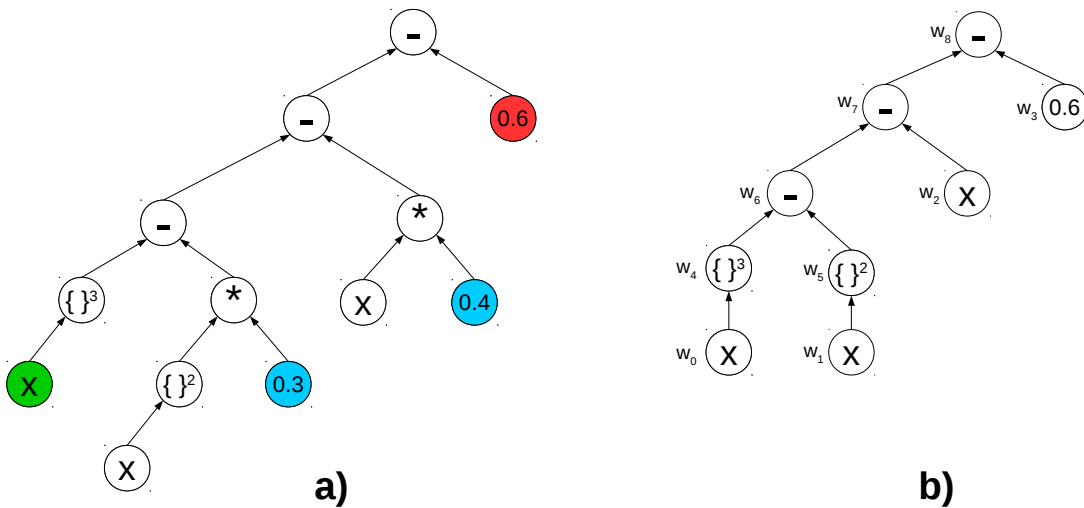 -
w₈ -
- 0.6
w₇ - w₃ 0.6
- *
w₆ - w₂ X
{ }³ * X 0.4
w₄ { }³ w₅ { }²
X { }² 0.3
w₀ X w₁ X
X
a) b)